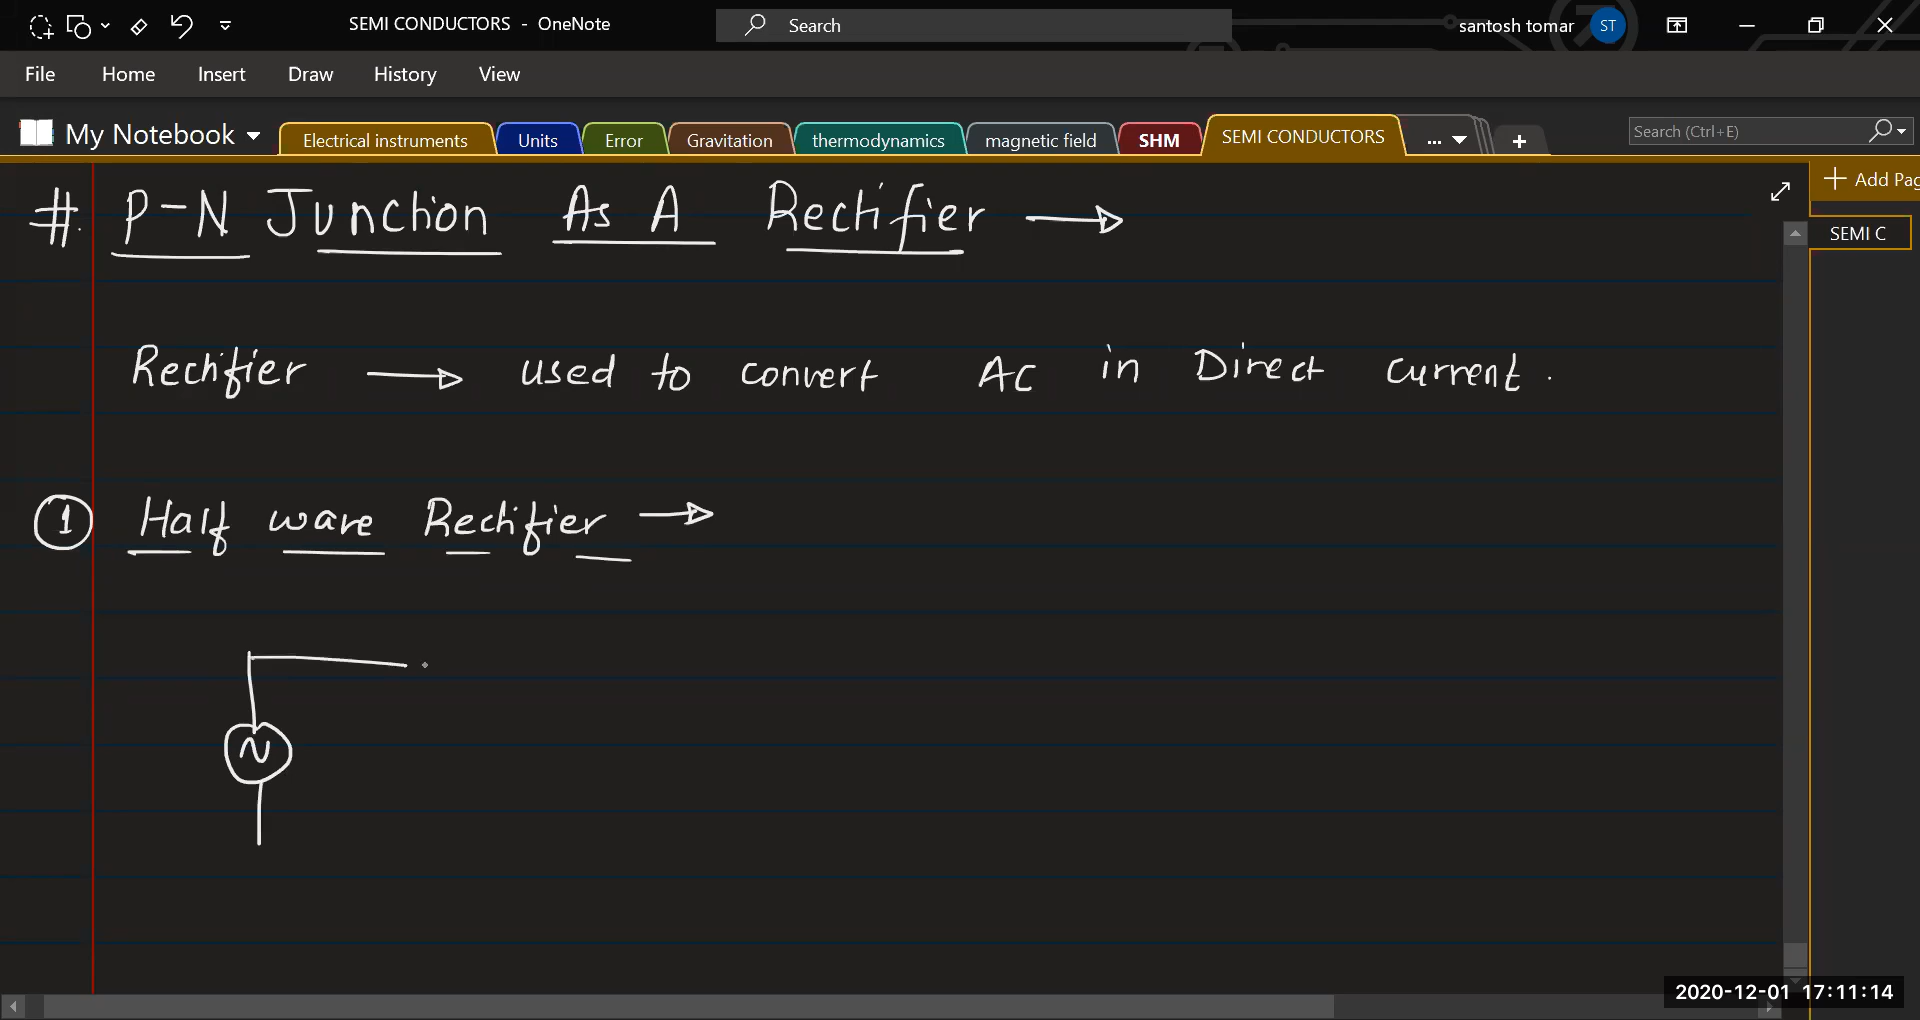 SEMI CONDUCTORS - OneNote
Search
santosh tomar ST
File Home Insert Draw History View
My Notebook Electrical instruments Units Error Gravitation thermodynamics magnetic field SHM SEMI CONDUCTORS ... + Search (Ctrl+E)
+ Add Pag
SEMI C
# P-N Junction As A Rectifier →
Rectifier → used to convert AC in Direct current.
1 Half ware Rectifier →
~
2020-12-01 17:11:14